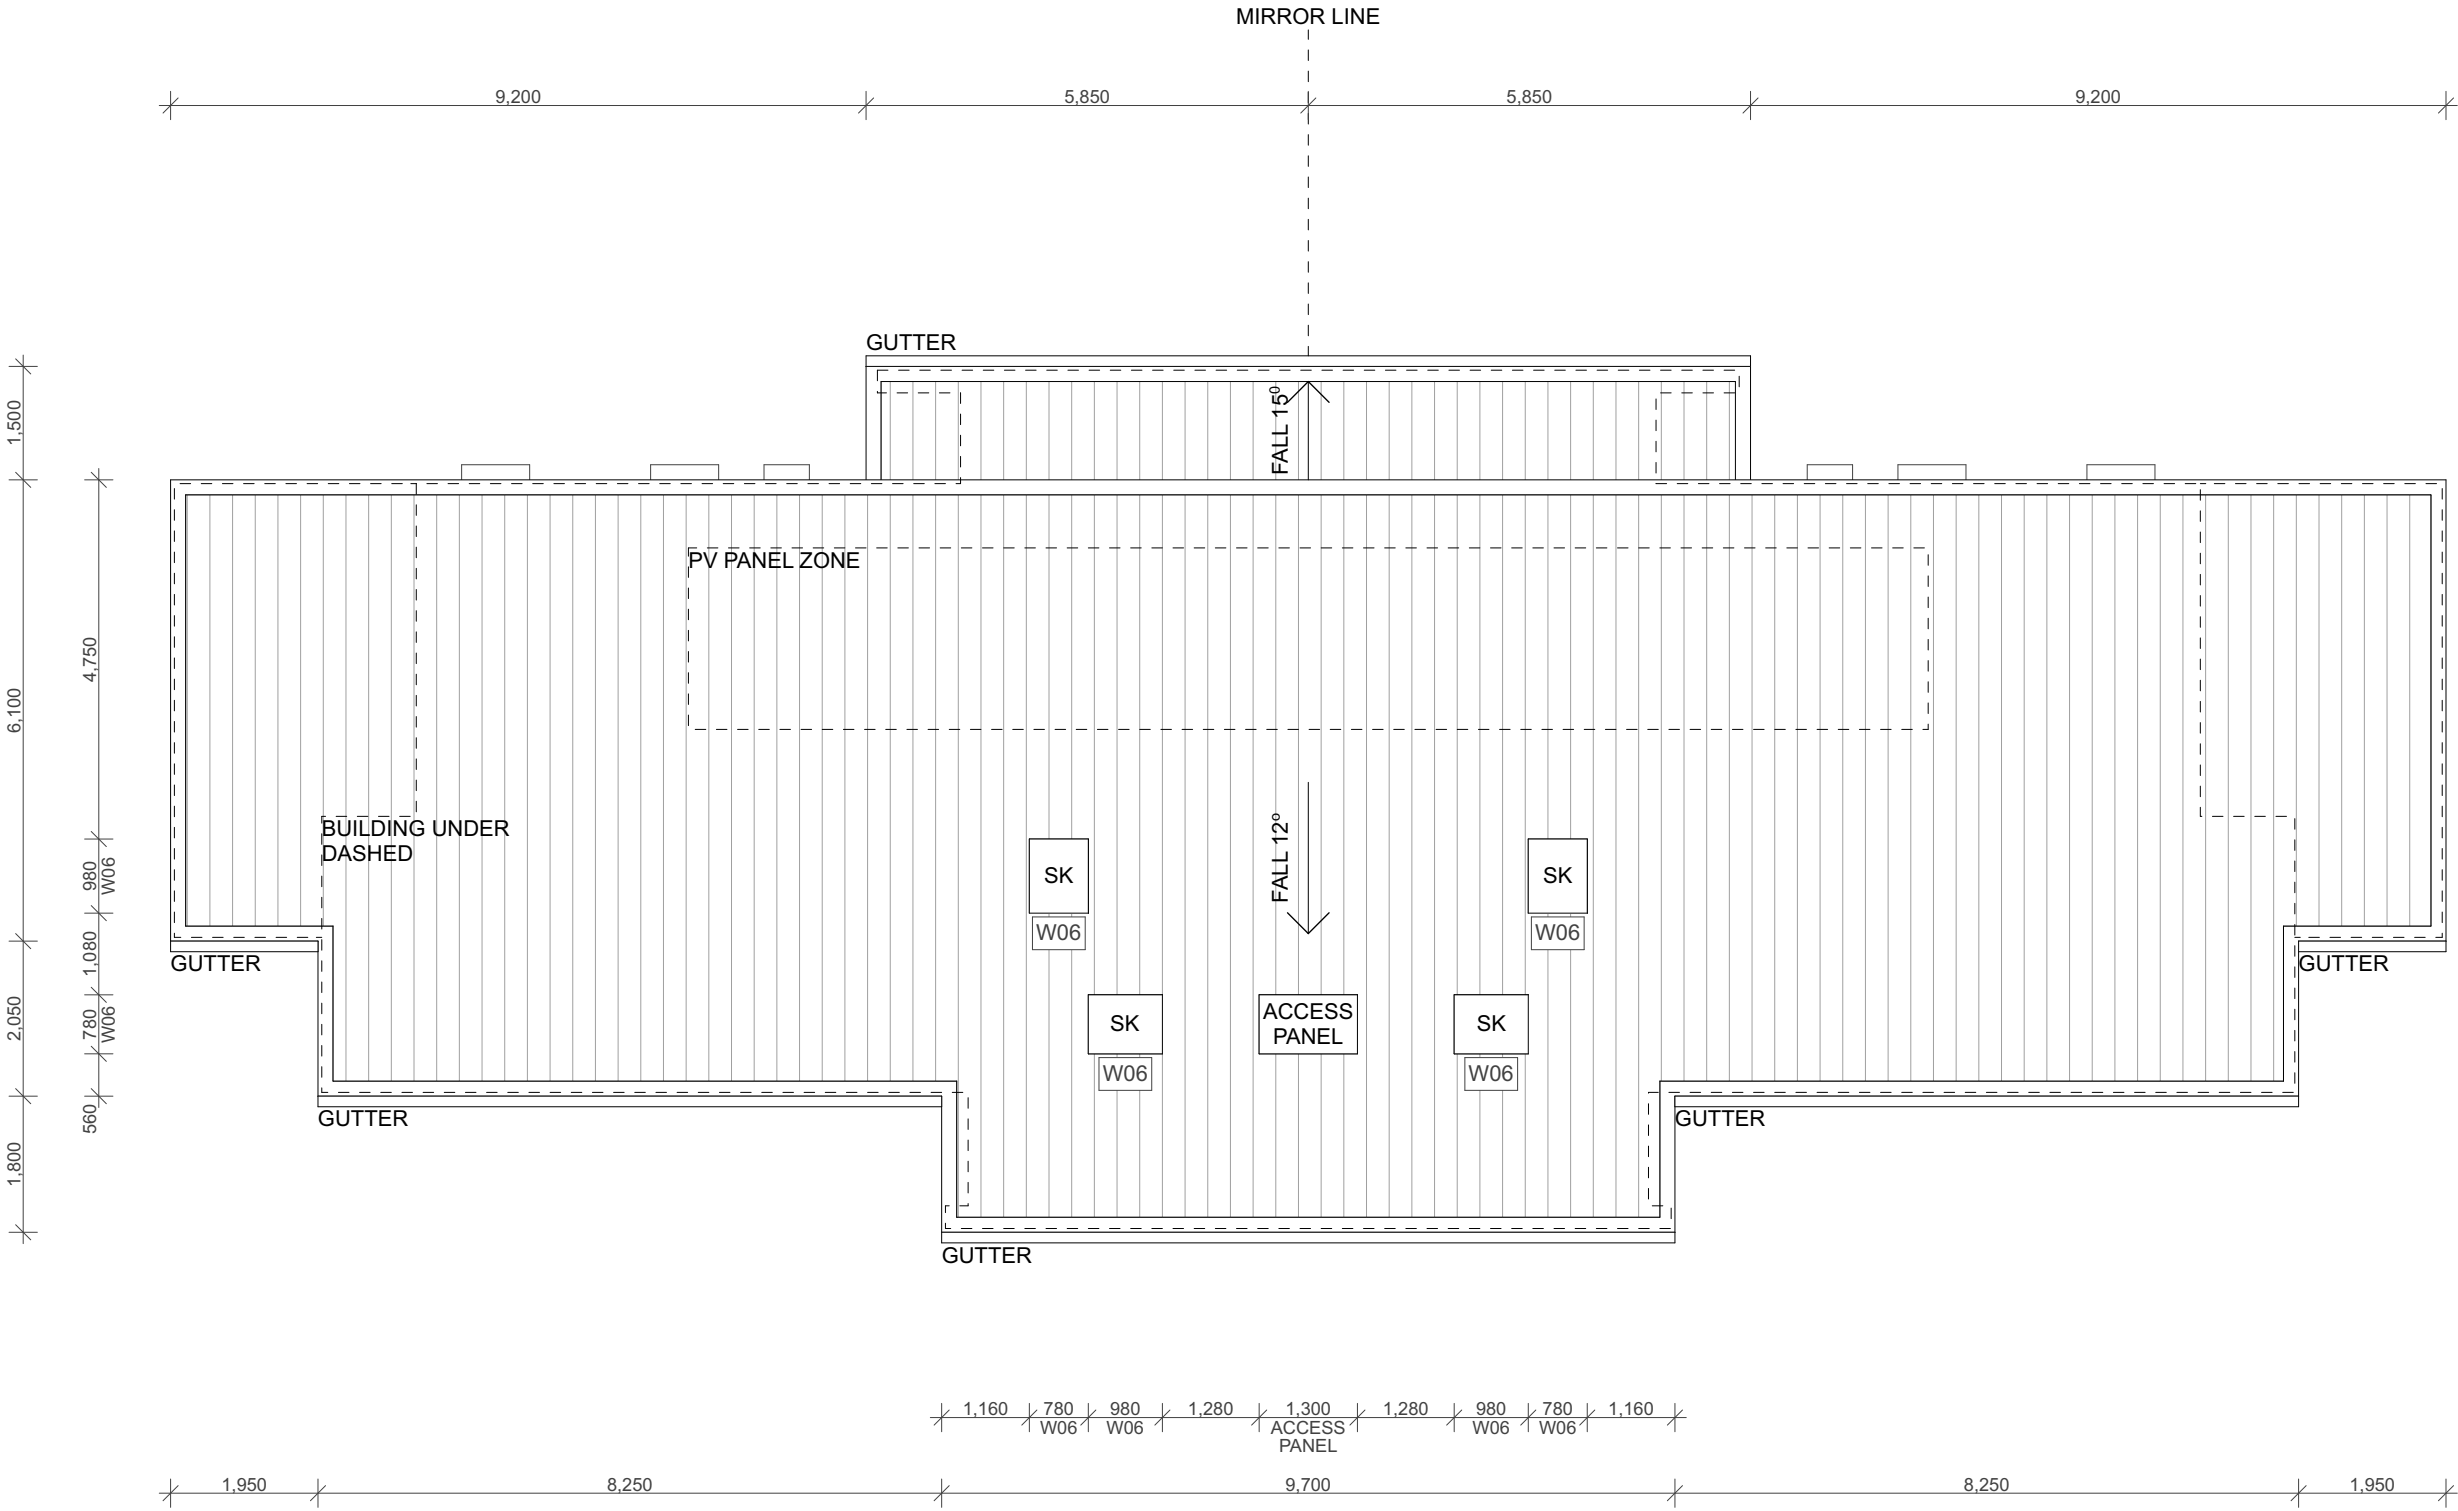 MIRROR LINE
9,200
5,850
5,850
9,200
GUTTER
1,500
FALL 15⁰
PV PANEL ZONE
4,750
6,100
BUILDING UNDER
DASHED
FALL 12º
980
W06
SK
SK
W06
W06
1,080
GUTTER
GUTTER
2,050
780
W06
SK
ACCESS
PANEL
SK
W06
W06
560
GUTTER
GUTTER
1,800
GUTTER
1,160
780
W06
980
W06
1,280
1,300
ACCESS
PANEL
1,280
980
W06
780
W06
1,160
1,950
8,250
9,700
8,250
1,950